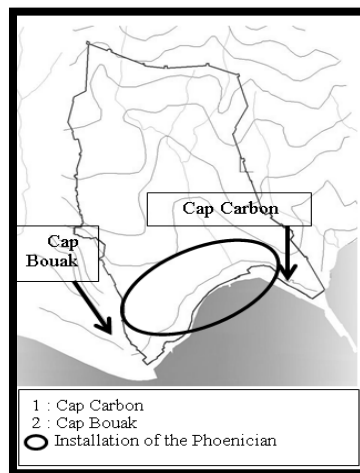 Cap Carbon
Cap
Bouak
1 : Cap Carbon
2 : Cap Bouak
Installation of the Phoenician